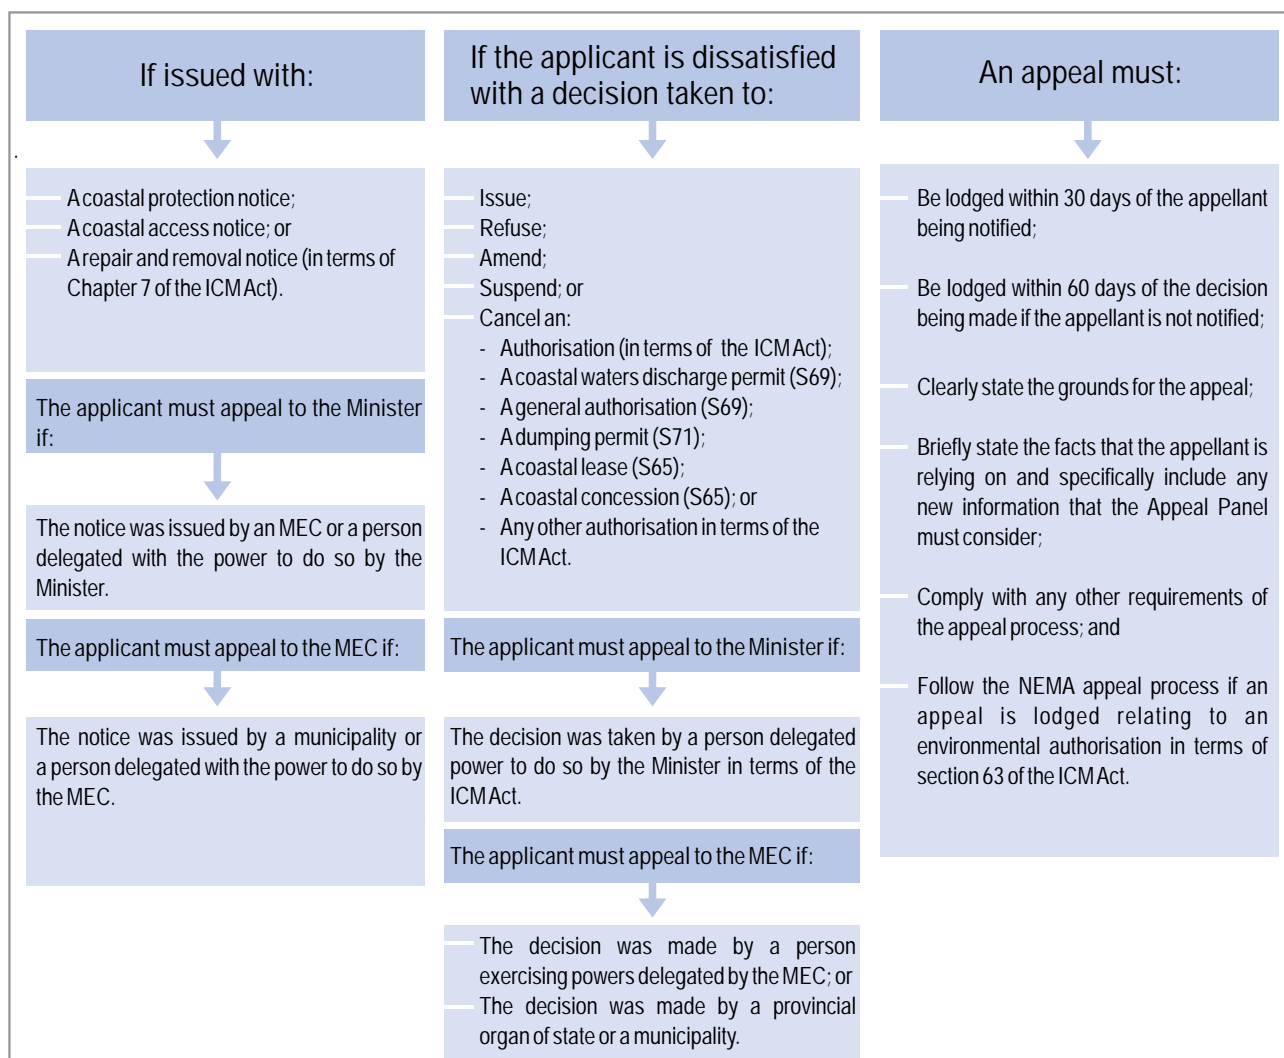 If issued with:
A coastal protection notice;
A coastal access notice; or
A repair and removal notice (in terms of
Chapter 7 of the ICM Act).
The applicant must appeal to the Minister
if:
The notice was issued by an MEC or a person
delegated with the power to do so by the
Minister.
The applicant must appeal to the MEC if:
The notice was issued by a municipality or
a person delegated with the power to do so by
the MEC.
If the applicant is dissatisfied
with a decision taken to:
Issue;
Refuse;
Amend;
Suspend; or
Cancel an:
- Authorisation (in terms of the ICM Act);
- A coastal waters discharge permit (S69);
- A general authorisation (S69);
- A dumping permit (S71);
- A coastal lease (S65);
- A coastal concession (S65); or
- Any other authorisation in terms of the
ICM Act.
The applicant must appeal to the Minister if:
The decision was taken by a person delegated
power to do so by the Minister in terms of the
ICM Act.
The applicant must appeal to the MEC if:
The decision was made by a person
exercising powers delegated by the MEC; or
The decision was made by a provincial
organ of state or a municipality.
An appeal must:
Be lodged within 30 days of the appellant
being notified;
Be lodged within 60 days of the decision
being made if the appellant is not notified;
Clearly state the grounds for the appeal;
Briefly state the facts that the appellant is
relying on and specifically include any
new information that the Appeal Panel
must consider;
Comply with any other requirements of
the appeal process; and
Follow the NEMA appeal process if an
appeal is lodged relating to an
environmental authorisation in terms of
section 63 of the ICM Act.